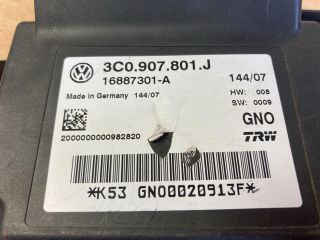 3C0.907.801.J
16887301-A
144/07
Made in Germany 144/07
HW: 008
SW: 0009
GNO
2000000000982820
TRW
*K53 GNO00020913F*